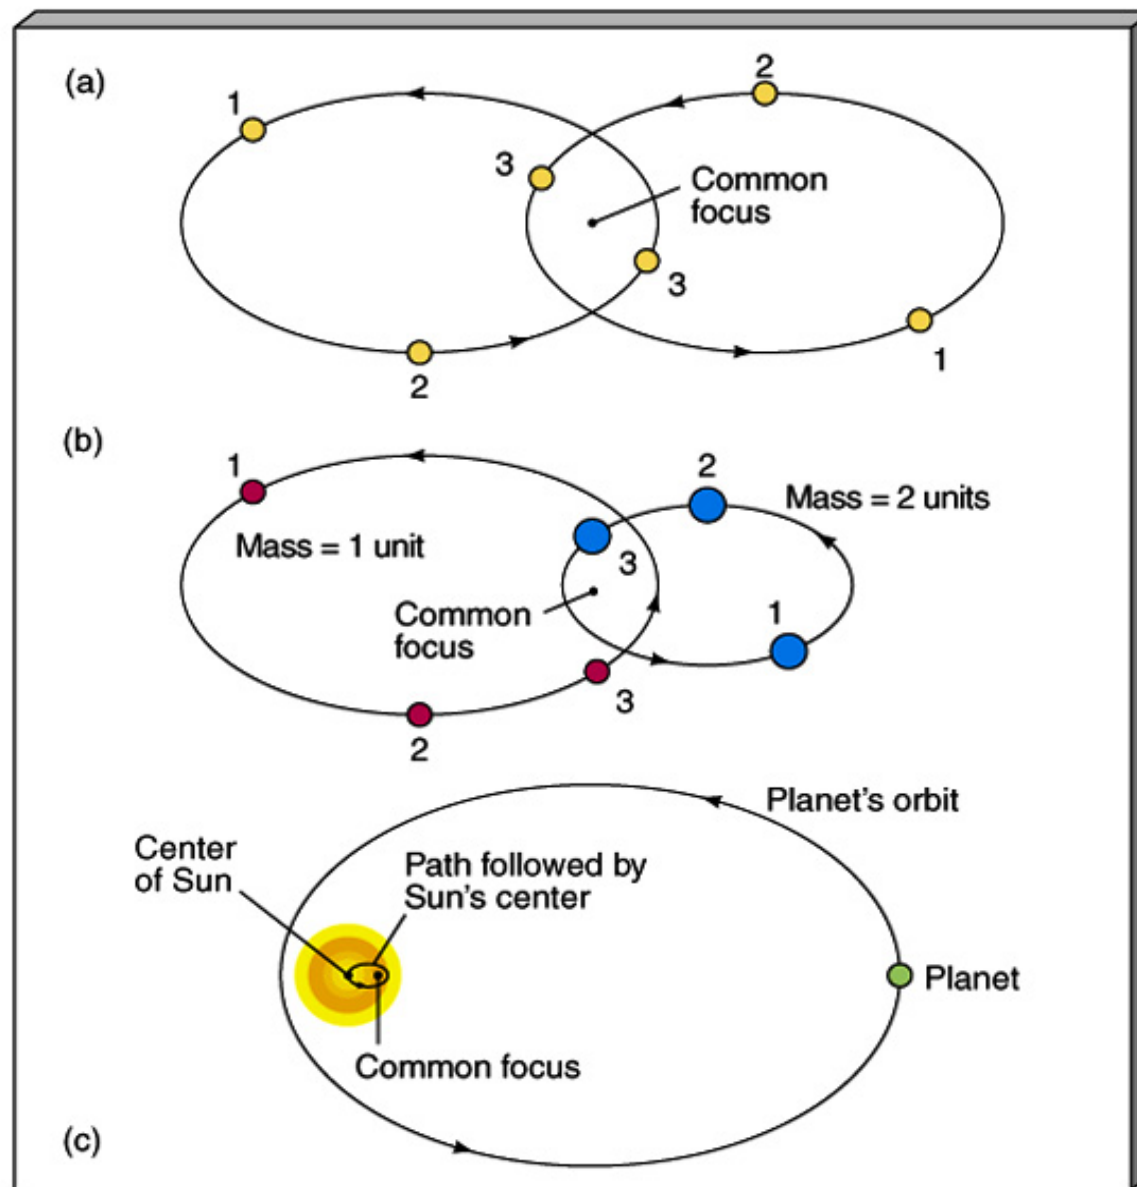 (a)
1
2
3
Common
focus
3
1
2
(b)
1
2
Mass = 2 units
Mass = 1 unit
3
Common
focus
1
3
2
Planet's orbit
Center
of Sun
Path followed by
Sun's center
Planet
Common focus
(c)